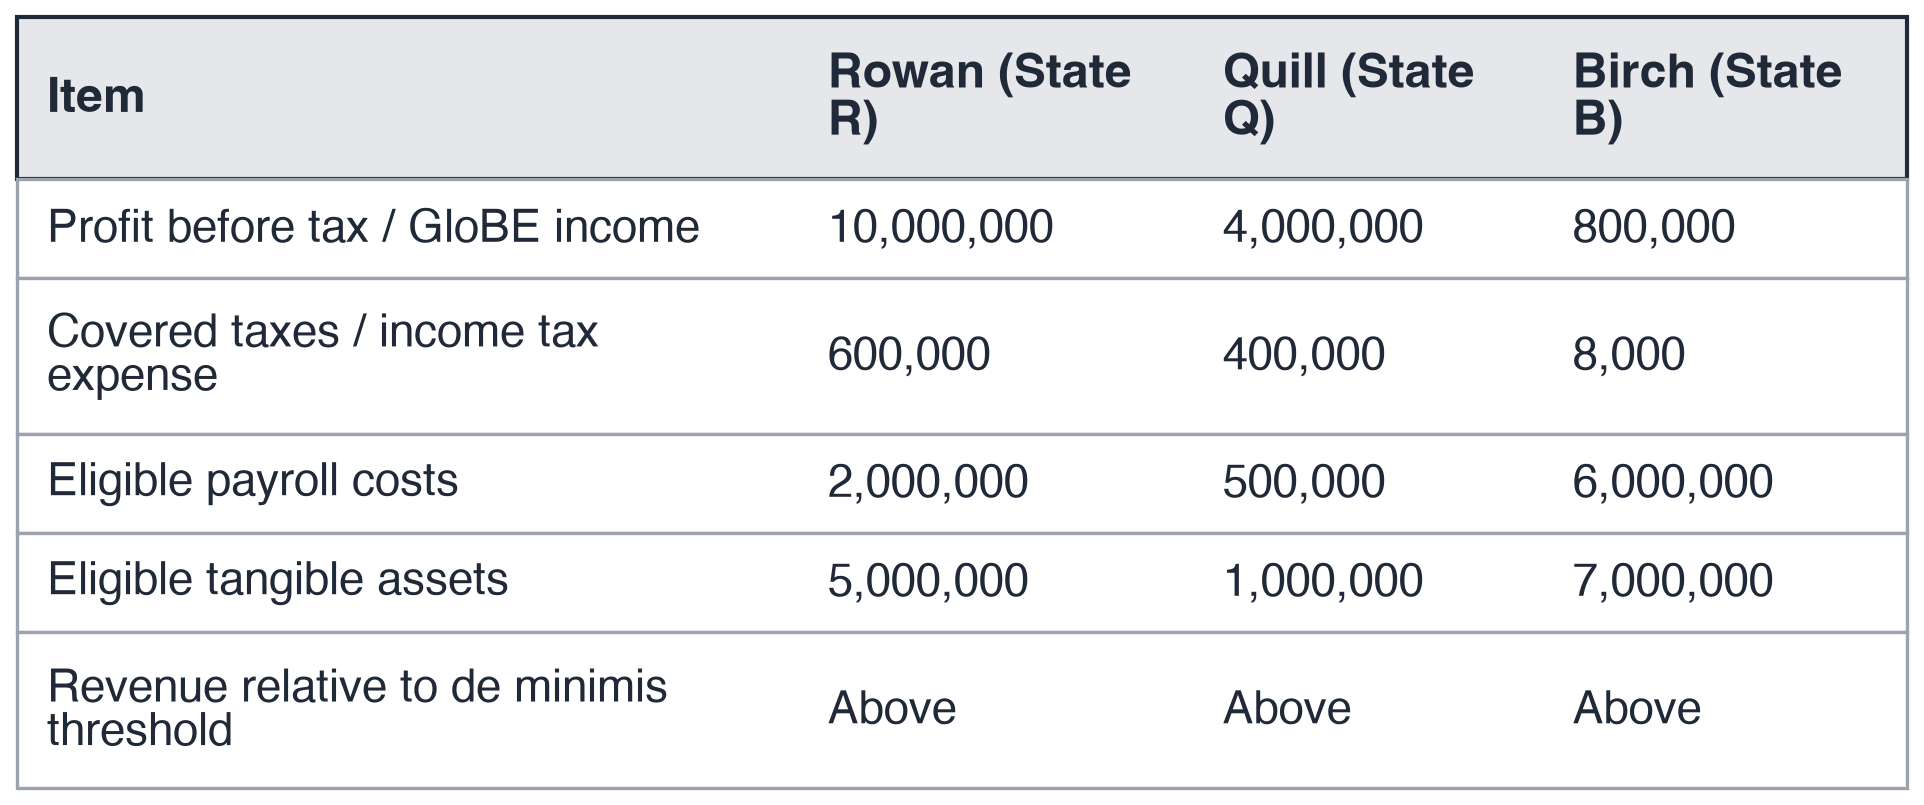 Item
Rowan (State
R)
Quill (State
Q)
Birch (State
B)
Profit before tax / GloBE income
10,000,000
4,000,000
800,000
Covered taxes / income tax
expense
600,000
400,000
8,000
Eligible payroll costs
2,000,000
500,000
6,000,000
Eligible tangible assets
5,000,000
1,000,000
7,000,000
Revenue relative to de minimis
threshold
Above
Above
Above